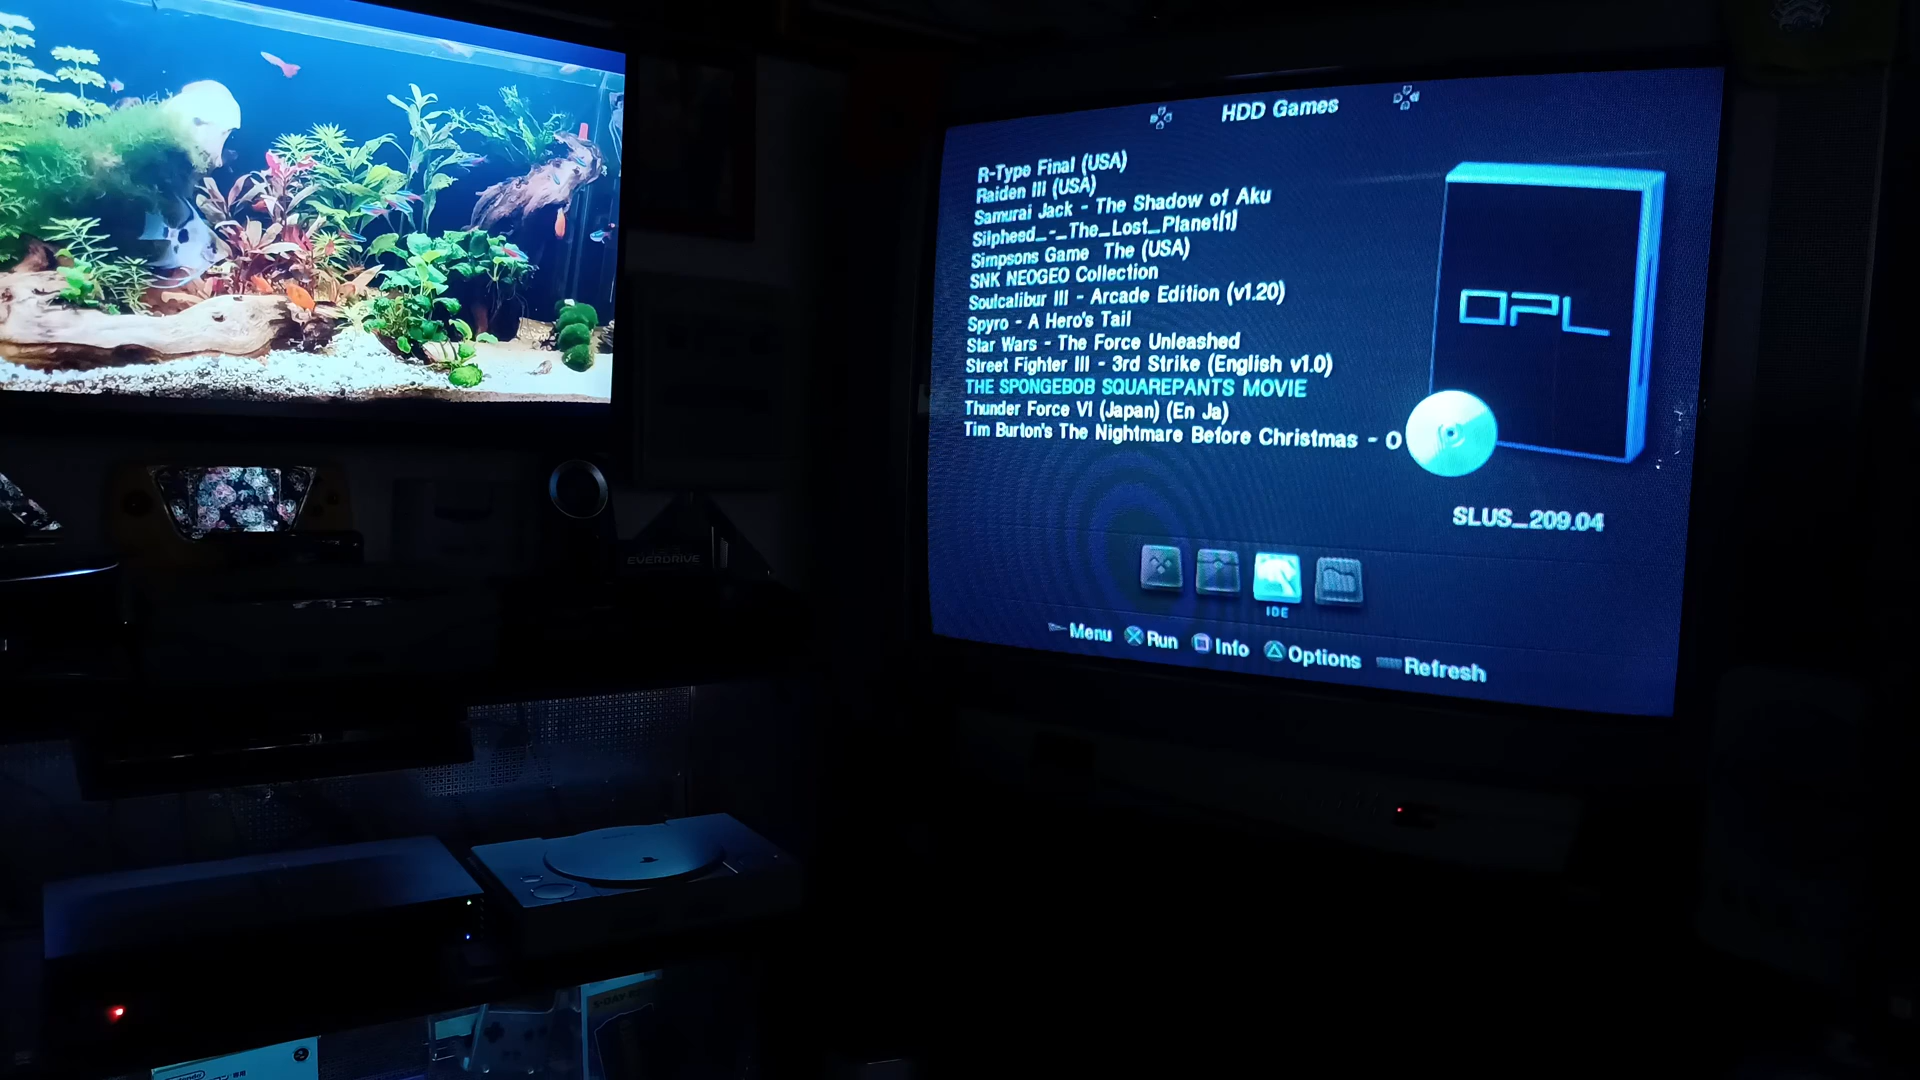 HDD Games
R-Type Final (USA)
Raiden III (USA)
Samurai Jack - The Shadow of Aku
Silpheed_-_The_Lost_Planet[1]
Simpsons Game The (USA)
SNK NEOGEO Collection
Soulcalibur III - Arcade Edition (v1.20)
Spyro - A Hero's Tail
Star Wars - The Force Unleashed
Street Fighter III - 3rd Strike (English v1.0)
THE SPONGEBOB SQUAREPANTS MOVIE
Thunder Force VI (Japan) (En Ja)
Tim Burton's The Nightmare Before Christmas - O
OPL
SLUS_209.04
IDE
Menu Run Info Options Refresh
EVERDRIVE